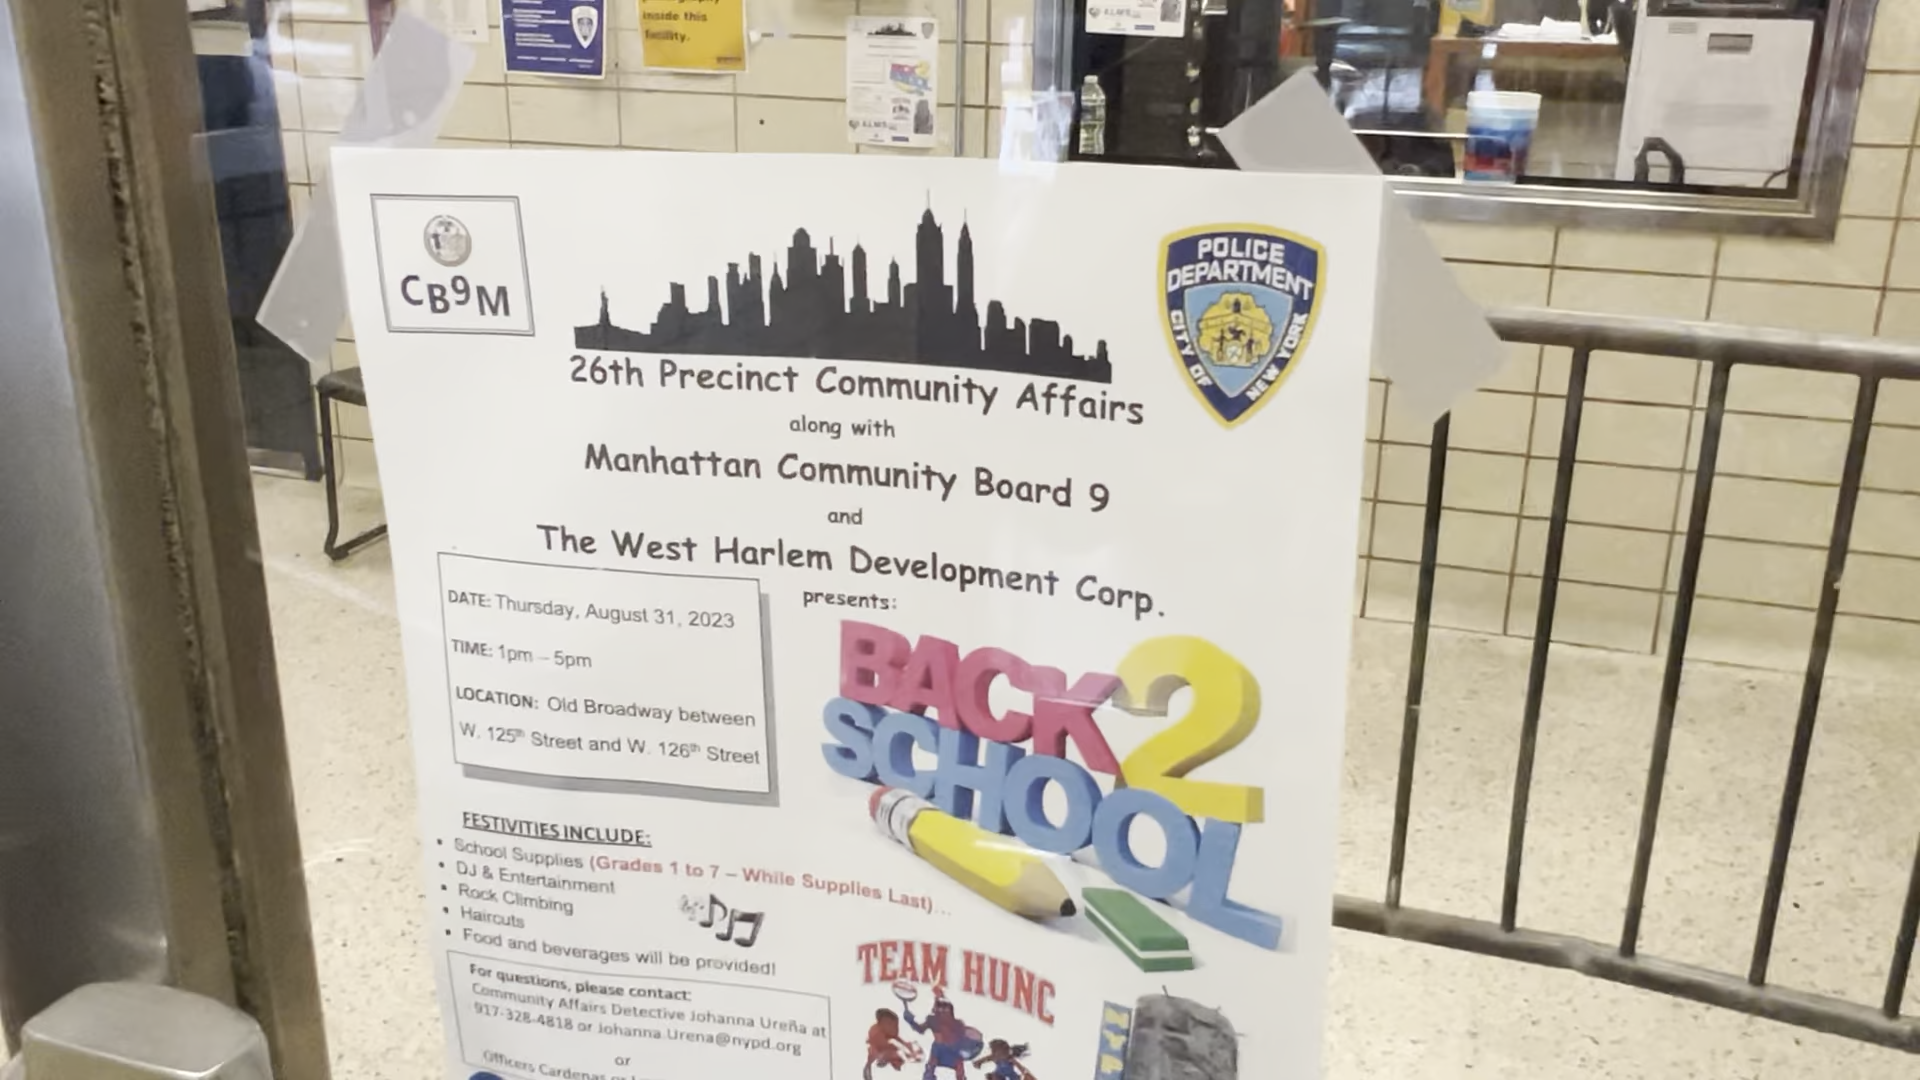 inside this
facility.
CB9M
POLICE
DEPARTMENT
CITY OF
NEW YORK
26th Precinct Community Affairs
along with
Manhattan Community Board 9
and
The West Harlem Development Corp.
presents:
DATE: Thursday, August 31, 2023
TIME: 1pm – 5pm
LOCATION: Old Broadway between
W. 125th Street and W. 126th Street
BACK 2
SCHOOL
FESTIVITIES INCLUDE:
• School Supplies (Grades 1 to 7 – While Supplies Last)...
• DJ & Entertainment
• Rock Climbing
• Haircuts
• Food and beverages will be provided!
For questions, please contact:
Community Affairs Detective Johanna Ureña at
917-328-4818 or Johanna.Urena@nypd.org
or
Officers Cardenas or
TEAM HUNC